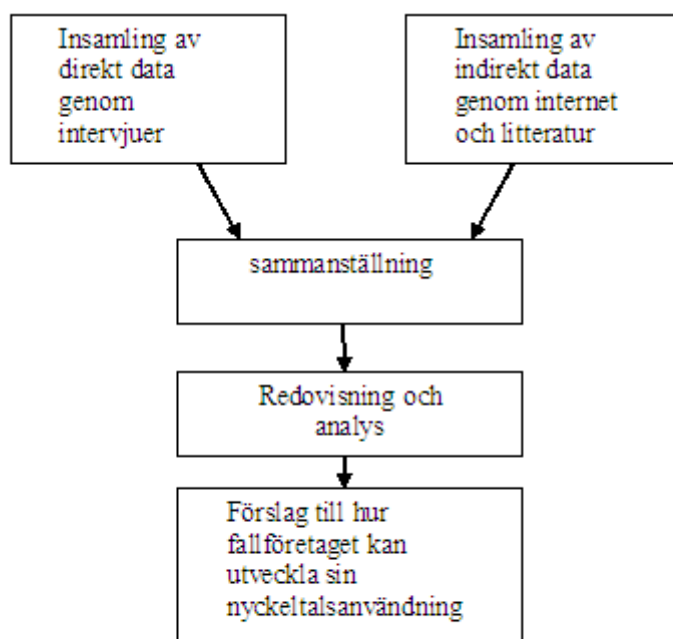 Insamling av
direkt data
genom
intervjuer
Insamling av
indirekt data
genom internet
och litteratur
sammanställning
Redovisning och
analys
Förslag till hur
fallföretaget kan
utveckla sin
nyckeltalsanvändning